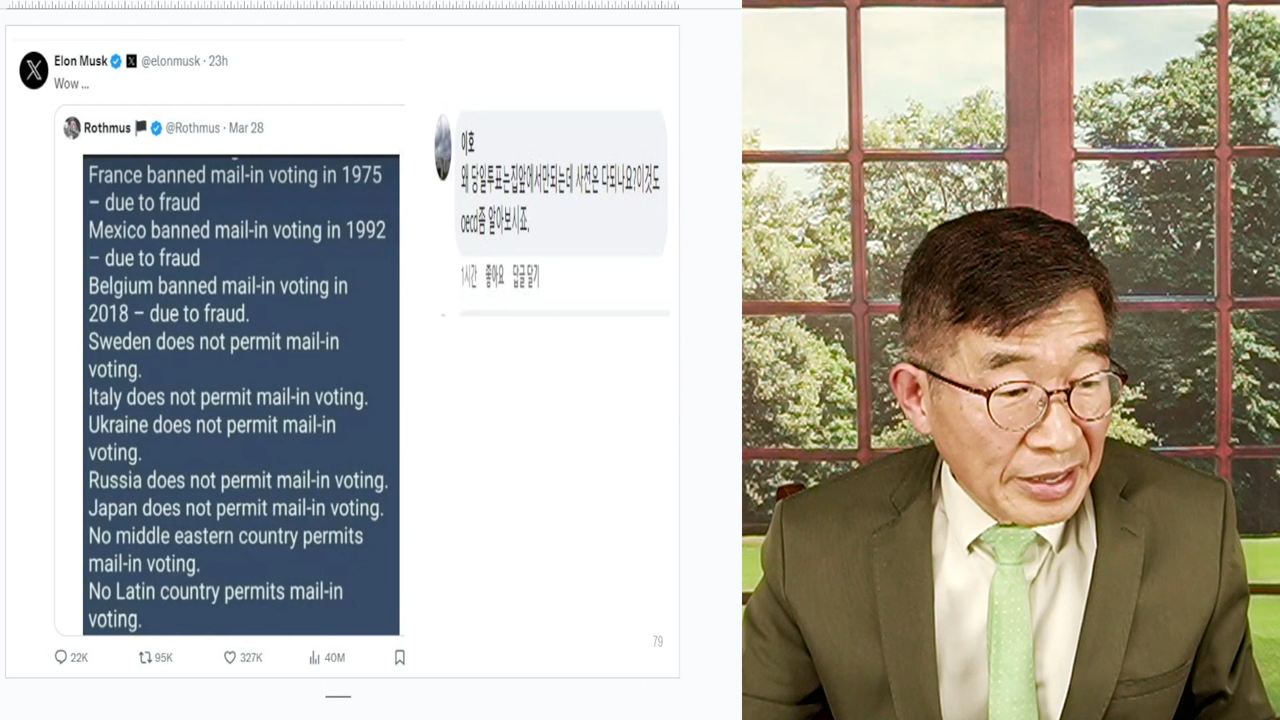 Elon Musk @elonmusk · 23h
Wow ...
Rothmus @Rothmus · Mar 28
France banned mail-in voting in 1975
– due to fraud
Mexico banned mail-in voting in 1992
– due to fraud
Belgium banned mail-in voting in
2018 – due to fraud.
Sweden does not permit mail-in
voting.
Italy does not permit mail-in voting.
Ukraine does not permit mail-in
voting.
Russia does not permit mail-in voting.
Japan does not permit mail-in voting.
No middle eastern country permits
mail-in voting.
No Latin country permits mail-in
voting.
22K 95K 327K 40M
이호
왜 당일투표는집앞에서만되는데 사전은 다되나요?이것도
oecd좀 알아보시죠.
1시간 좋아요 답글 달기
79